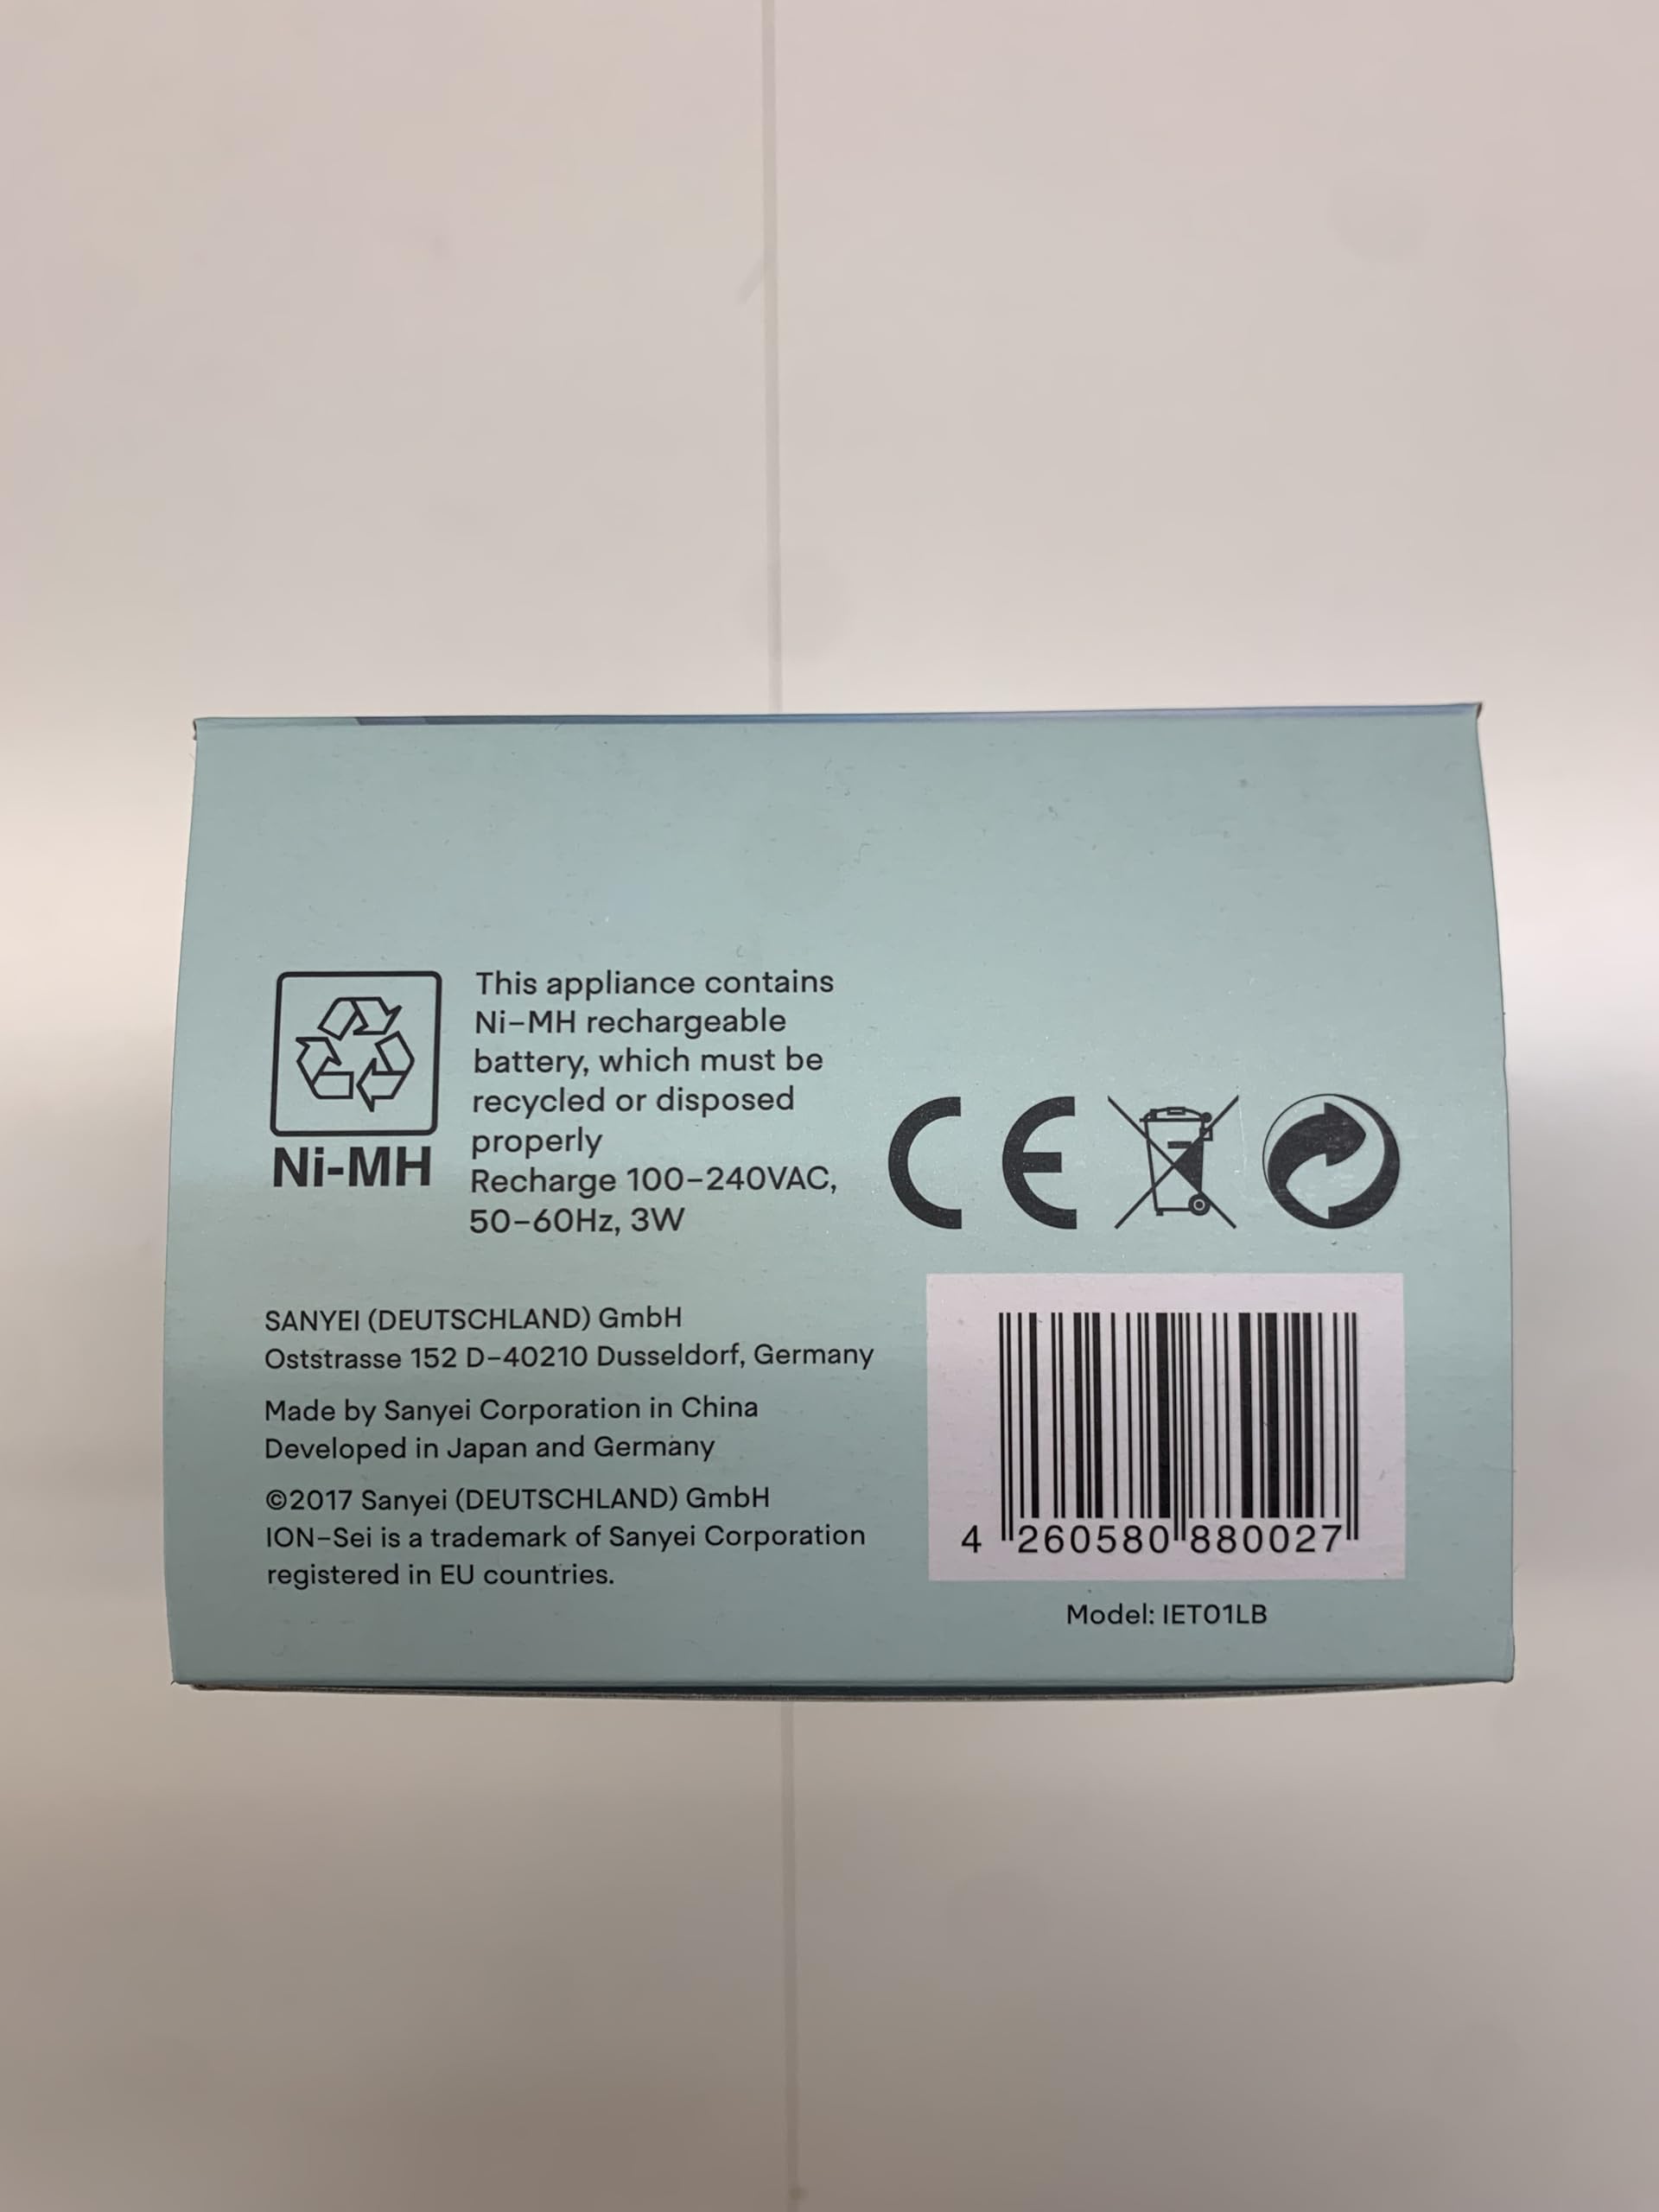 This appliance contains
Ni-MH rechargeable
battery, which must be
recycled or disposed
properly
Recharge 100-240VAC,
50-60Hz, 3W
Ni-MH
CE
SANYEI (DEUTSCHLAND) GmbH
Oststrasse 152 D-40210 Dusseldorf, Germany
Made by Sanyei Corporation in China
Developed in Japan and Germany
©2017 Sanyei (DEUTSCHLAND) GmbH
ION-Sei is a trademark of Sanyei Corporation
registered in EU countries.
4 260580 880027
Model: IET01LB